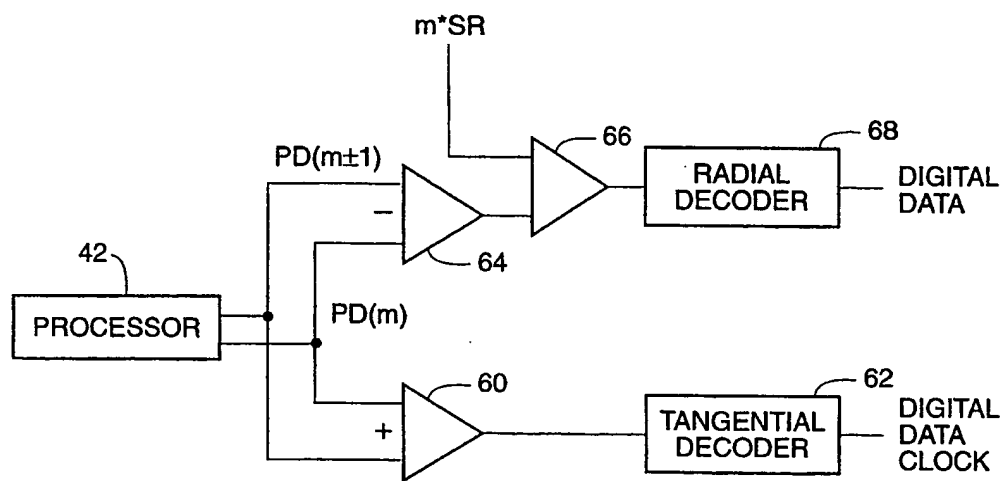 m*SR
66
68
PD(m±1)
RADIAL
DECODER
DIGITAL
DATA
−
64
42
PROCESSOR
PD(m)
60
62
+
TANGENTIAL
DECODER
DIGITAL
DATA
CLOCK